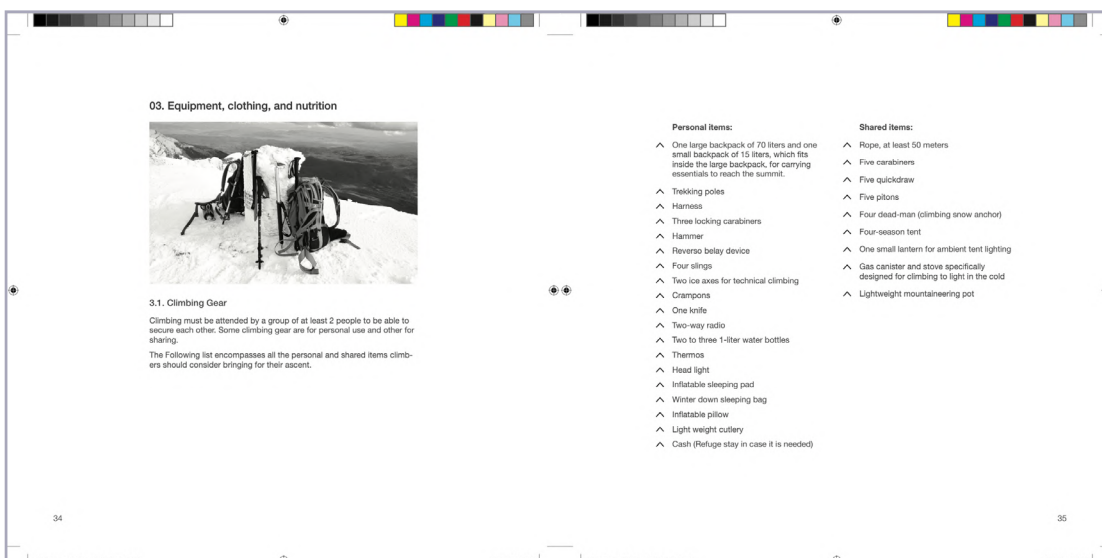 03. Equipment, clothing, and nutrition
3.1. Climbing Gear
Climbing must be attended by a group of at least 2 people to be able to
secure each other. Some climbing gear are for personal use and other for
sharing.
The Following list encompasses all the personal and shared items climb-
ers should consider bringing for their ascent.
34
Personal items:
One large backpack of 70 liters and one
small backpack of 15 liters, which fits
inside the large backpack, for carrying
essentials to reach the summit.
Trekking poles
Harness
Three locking carabiners
Hammer
Reverso belay device
Four slings
Two ice axes for technical climbing
Crampons
One knife
Two-way radio
Two to three 1-liter water bottles
Thermos
Head light
Inflatable sleeping pad
Winter down sleeping bag
Inflatable pillow
Light weight cutlery
Cash (Refuge stay in case it is needed)
Shared items:
Rope, at least 50 meters
Five carabiners
Five quickdraw
Five pitons
Four dead-man (climbing snow anchor)
Four-season tent
One small lantern for ambient tent lighting
Gas canister and stove specifically
designed for climbing to light in the cold
Lightweight mountaineering pot
35